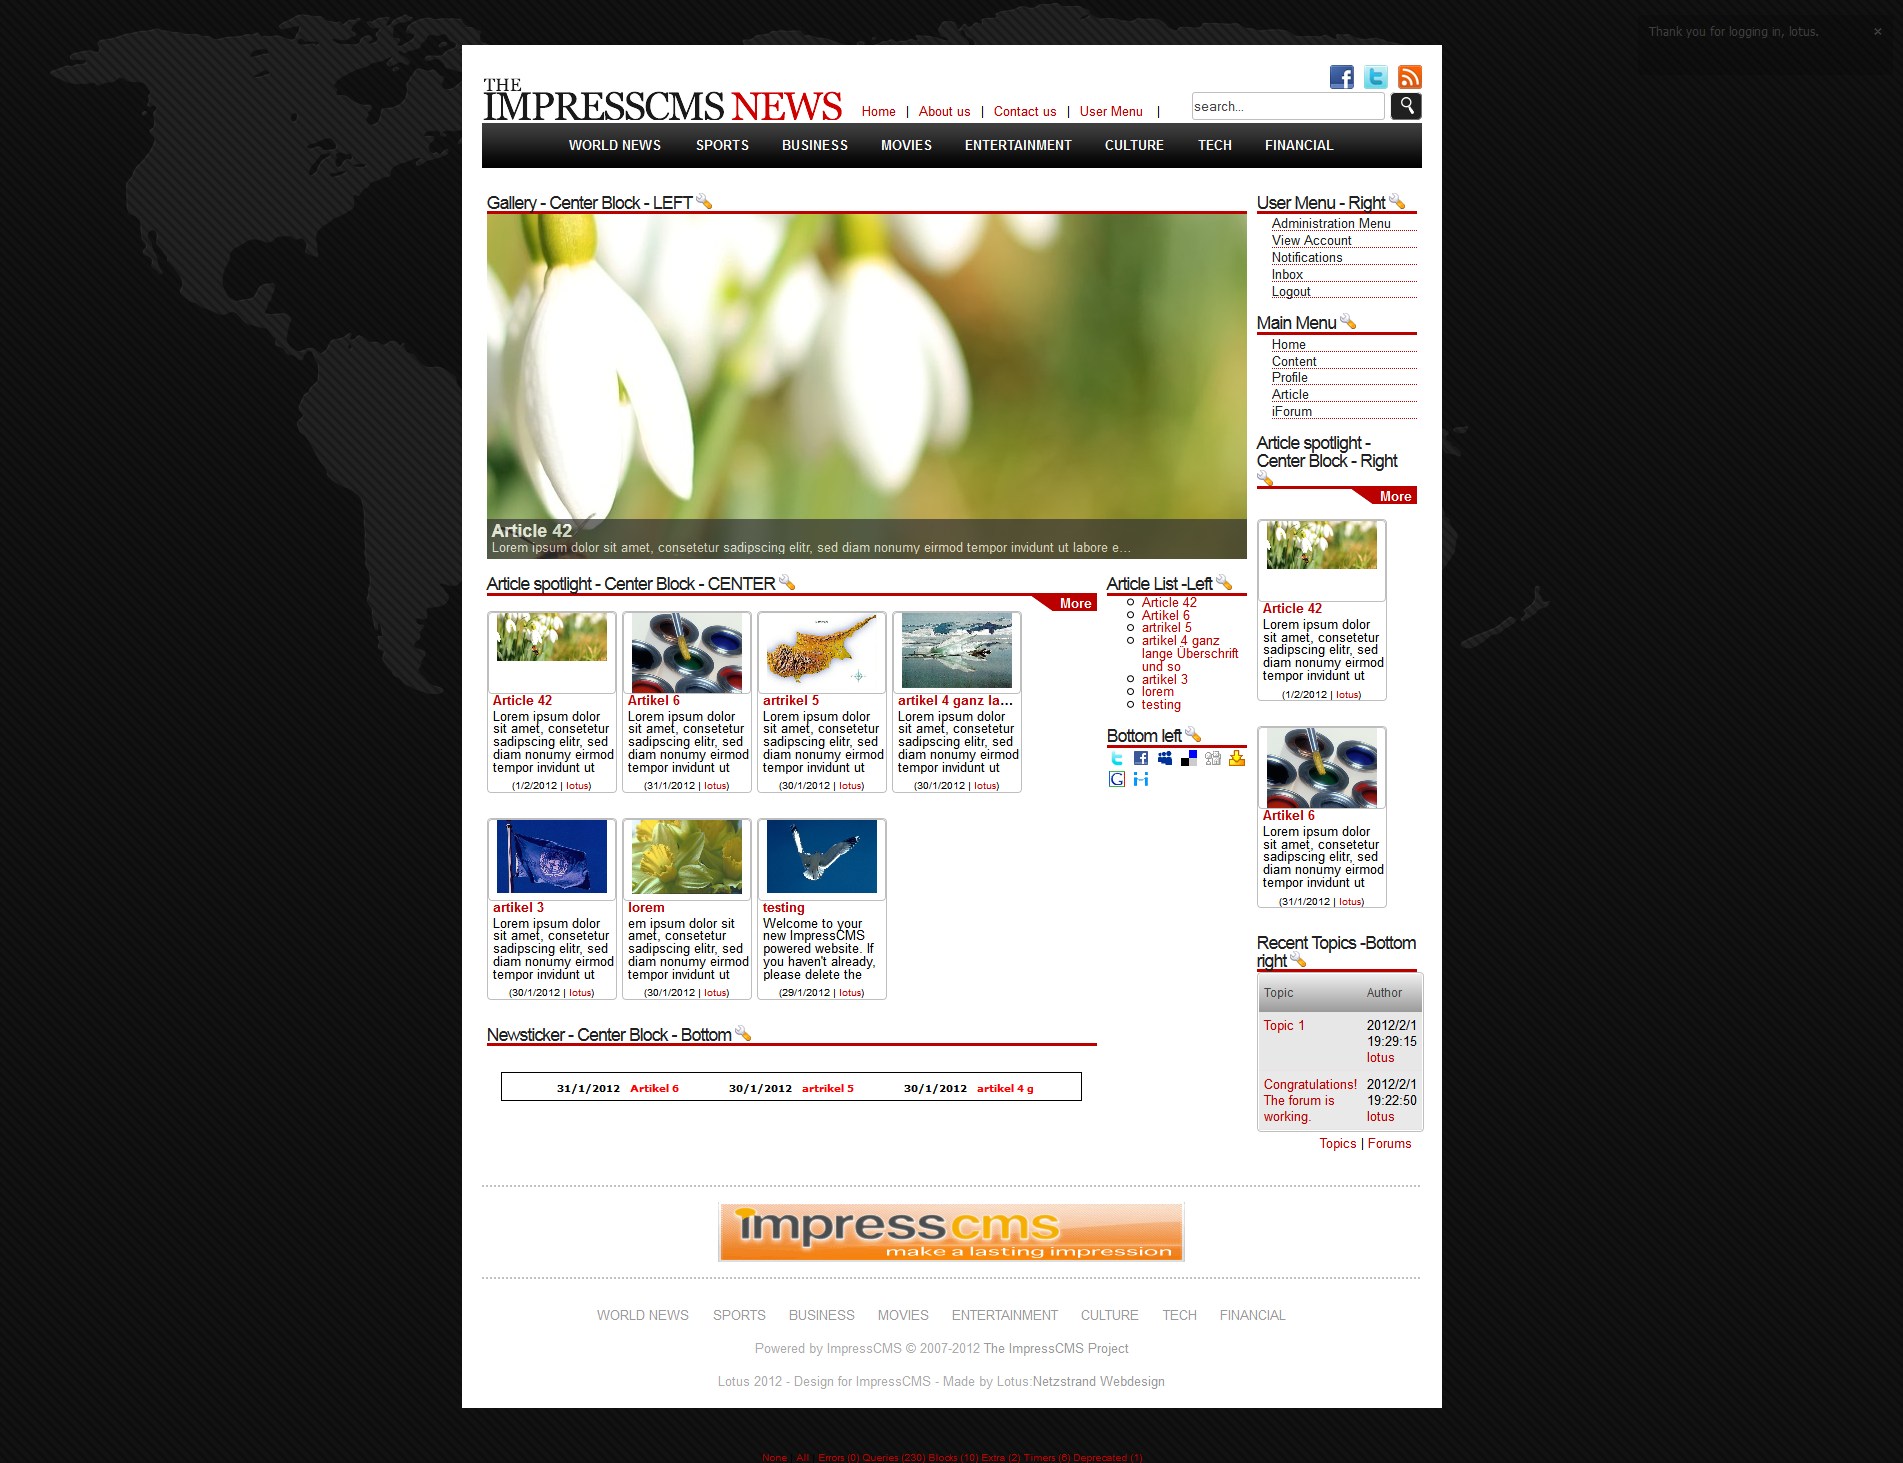 Thank you for logging in, lotus.
THE
IMPRESSCMS NEWS
Home | About us | Contact us | User Menu |
search...
WORLD NEWS SPORTS BUSINESS MOVIES ENTERTAINMENT CULTURE TECH FINANCIAL
Gallery - Center Block - LEFT
Article 42
Lorem ipsum dolor sit amet, consetetur sadipscing elitr, sed diam nonumy eirmod tempor invidunt ut labore e...
User Menu - Right
Administration Menu
View Account
Notifications
Inbox
Logout
Main Menu
Home
Content
Profile
Article
iForum
Article spotlight -
Center Block - Right
More
Article 42
Lorem ipsum dolor
sit amet, consetetur
sadipscing elitr, sed
diam nonumy eirmod
tempor invidunt ut
(1/2/2012 | lotus)
Artikel 6
Lorem ipsum dolor
sit amet, consetetur
sadipscing elitr, sed
diam nonumy eirmod
tempor invidunt ut
(31/1/2012 | lotus)
Article spotlight - Center Block - CENTER
More
Article 42
Lorem ipsum dolor
sit amet, consetetur
sadipscing elitr, sed
diam nonumy eirmod
tempor invidunt ut
(1/2/2012 | lotus)
Artikel 6
Lorem ipsum dolor
sit amet, consetetur
sadipscing elitr, sed
diam nonumy eirmod
tempor invidunt ut
(31/1/2012 | lotus)
artrikel 5
Lorem ipsum dolor
sit amet, consetetur
sadipscing elitr, sed
diam nonumy eirmod
tempor invidunt ut
(30/1/2012 | lotus)
artikel 4 ganz la...
Lorem ipsum dolor
sit amet, consetetur
sadipscing elitr, sed
diam nonumy eirmod
tempor invidunt ut
(30/1/2012 | lotus)
artikel 3
Lorem ipsum dolor
sit amet, consetetur
sadipscing elitr, sed
diam nonumy eirmod
tempor invidunt ut
(30/1/2012 | lotus)
lorem
em ipsum dolor sit
amet, consetetur
sadipscing elitr, sed
diam nonumy eirmod
tempor invidunt ut
(30/1/2012 | lotus)
testing
Welcome to your
new ImpressCMS
powered website. If
you haven't already,
please delete the
(29/1/2012 | lotus)
Article List -Left
Article 42
Artikel 6
artrikel 5
artikel 4 ganz
lange Überschrift
und so
artikel 3
lorem
testing
Bottom left
Newsticker - Center Block - Bottom
31/1/2012 Artikel 6 30/1/2012 artrikel 5 30/1/2012 artikel 4 g
Recent Topics -Bottom
right
Topic Author
Topic 1 2012/2/1
19:29:15
lotus
Congratulations! 2012/2/1
The forum is 19:22:50
working. lotus
Topics | Forums
impresscms
make a lasting impression
WORLD NEWS SPORTS BUSINESS MOVIES ENTERTAINMENT CULTURE TECH FINANCIAL
Powered by ImpressCMS © 2007-2012 The ImpressCMS Project
Lotus 2012 - Design for ImpressCMS - Made by Lotus:Netzstrand Webdesign
None All Errors (0) Queries (230) Blocks (10) Extra (2) Timers (6) Deprecated (1)